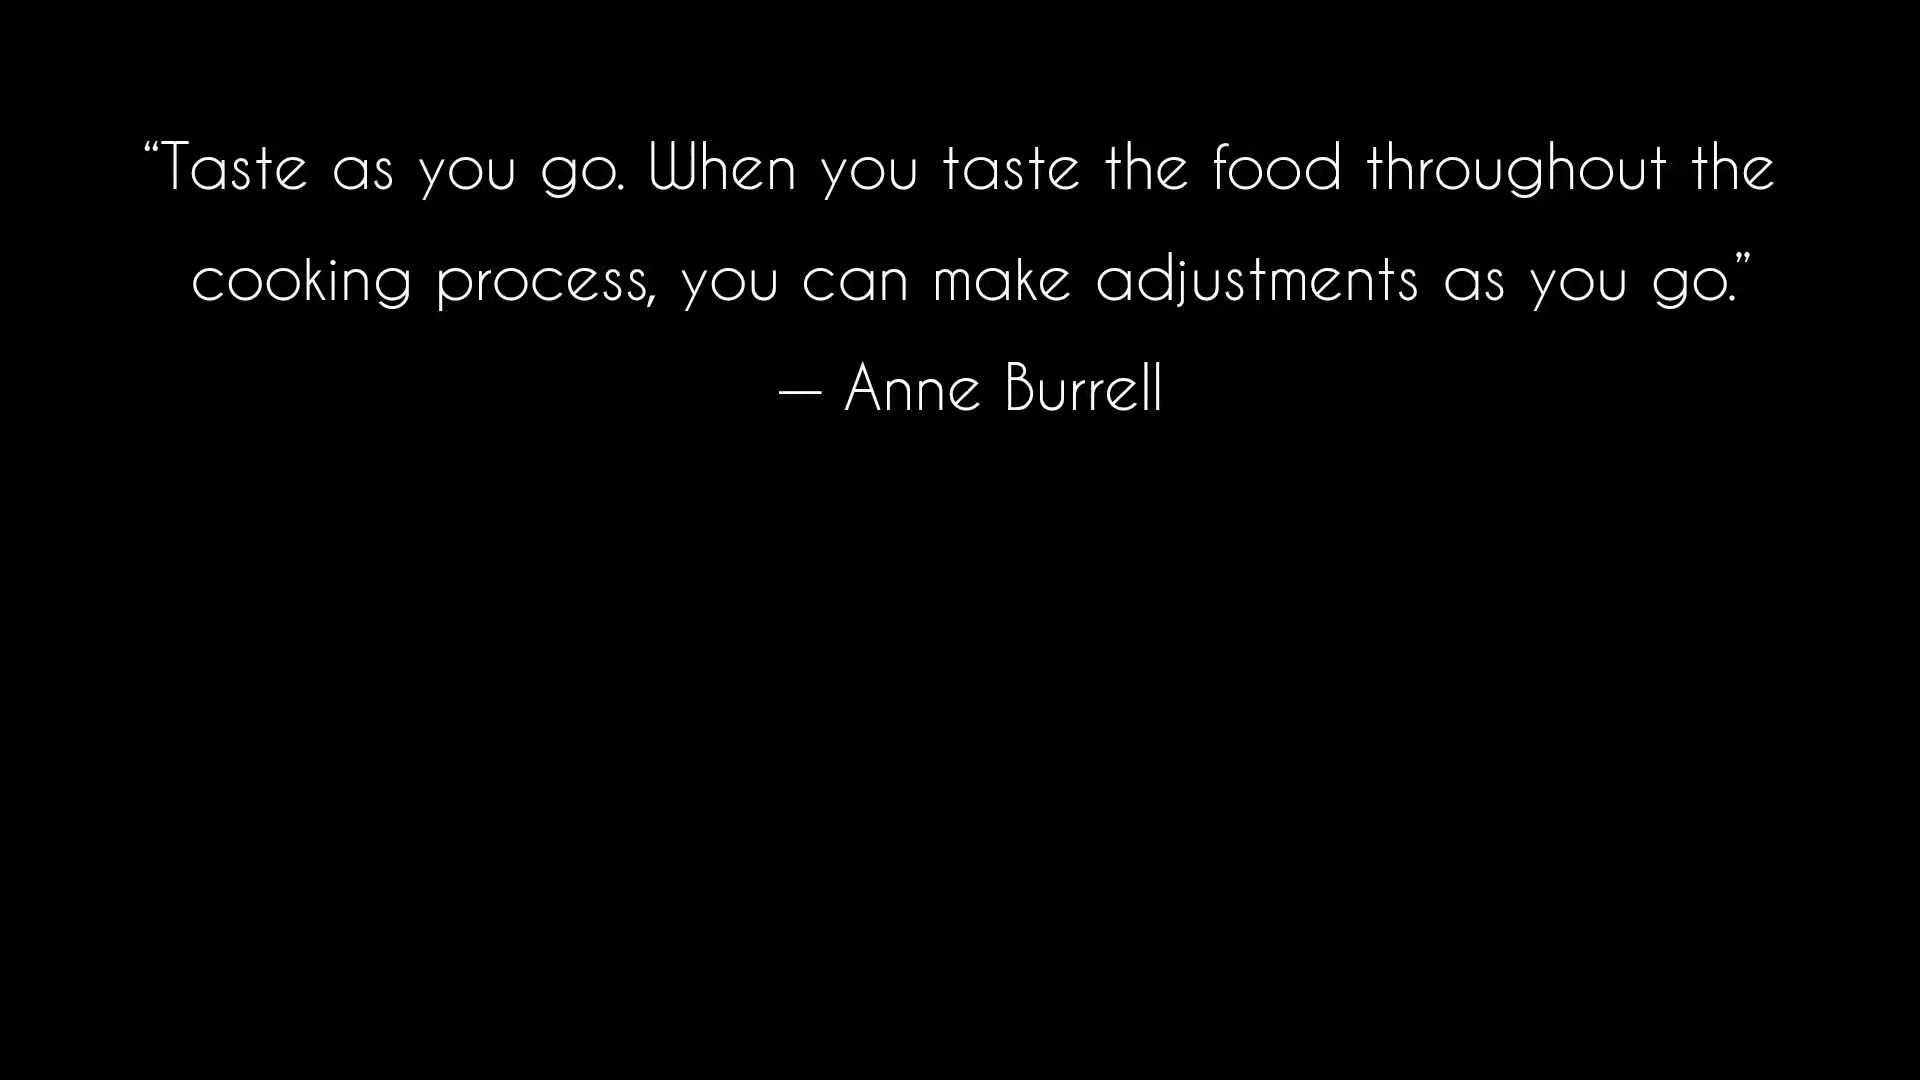 “Taste as you go. When you taste the food throughout the
cooking process, you can make adjustments as you go.”
— Anne Burrell